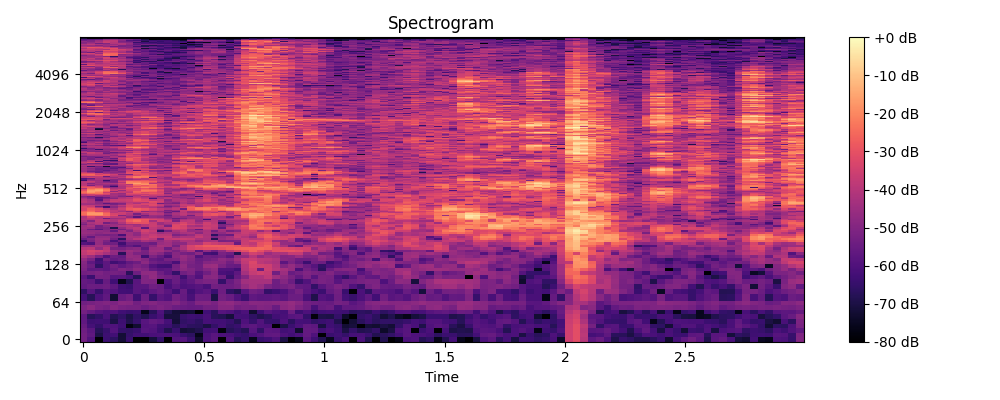 Spectrogram
+0 dB
4096
-10 dB
2048
-20 dB
1024
-30 dB
512
-40 dB
Hz
256
-50 dB
128
-60 dB
64
-70 dB
0
-80 dB
0 0.5 1 1.5 2 2.5
Time